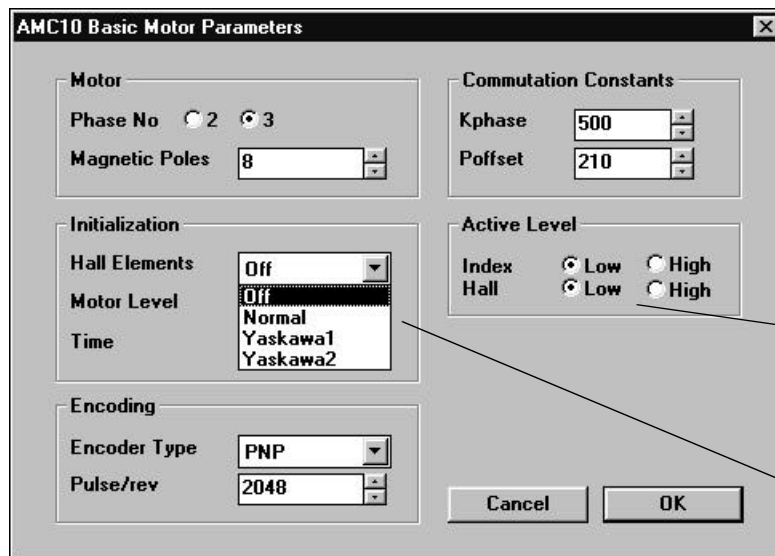 AMC10 Basic Motor Parameters
Motor
Phase No 2 3
Magnetic Poles 8
Commutation Constants
Kphase 500
Poffset 210
Initialization
Hall Elements Off
Off
Normal
Yaskawa1
Yaskawa2
Motor Level
Time
Active Level
Index Low High
Hall Low High
Encoding
Encoder Type PNP
Pulse/rev 2048
Cancel OK